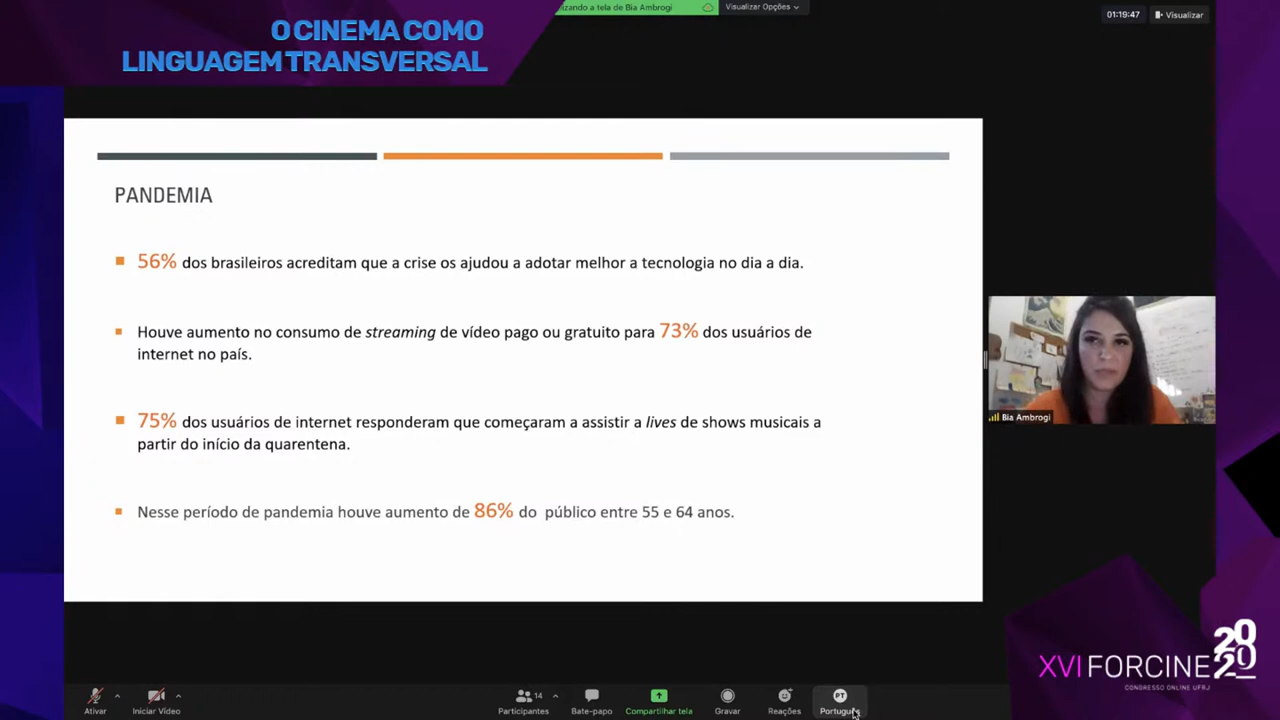 O CINEMA COMO
LINGUAGEM TRANSVERSAL
izando a tela de Bia Ambrogi
Visualizar Opções
01:19:47
Visualizar
PANDEMIA
56% dos brasileiros acreditam que a crise os ajudou a adotar melhor a tecnologia no dia a dia.
Houve aumento no consumo de streaming de vídeo pago ou gratuito para 73% dos usuários de
internet no país.
75% dos usuários de internet responderam que começaram a assistir a lives de shows musicais a
partir do início da quarentena.
Nesse período de pandemia houve aumento de 86% do público entre 55 e 64 anos.
Bia Ambrogi
XVI FORCINE 2020
CONGRESSO ONLINE UFRJ
Ativar
Iniciar Vídeo
14
Participantes
Bate-papo
Compartilhar tela
Gravar
Reações
PT
Português